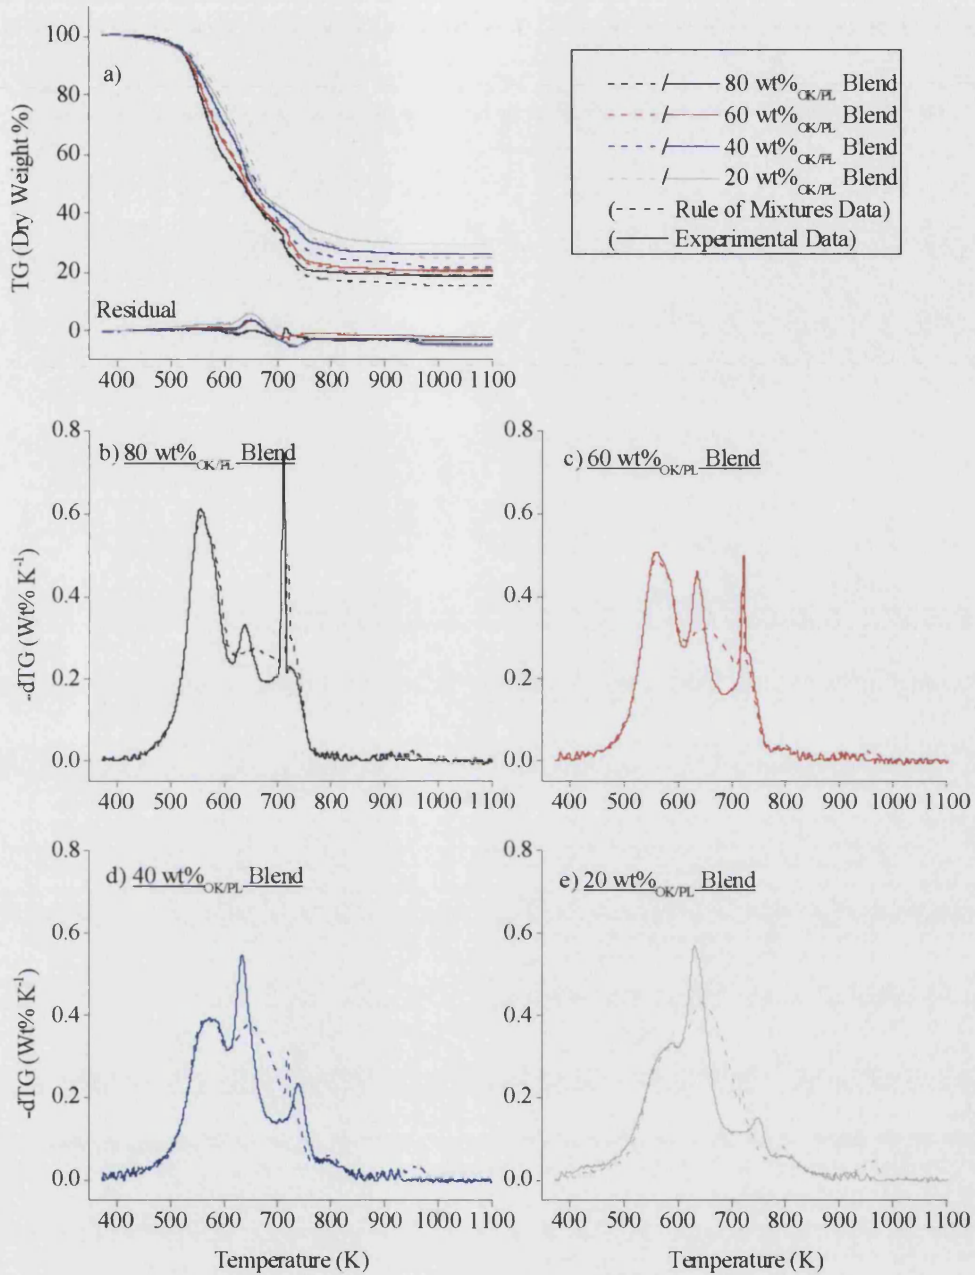 a)
TG (Dry Weight %)
100
80
60
40
20
0
Residual
400 500 600 700 800 900 1000 1100
80 wt%OK/PL Blend
60 wt%OK/PL Blend
40 wt%OK/PL Blend
20 wt%OK/PL Blend
(----- Rule of Mixtures Data)
(—— Experimental Data)
b) 80 wt%OK/PL Blend
-dTG (Wt% K-1)
0.8
0.6
0.4
0.2
0.0
400 500 600 700 800 900 1000 1100
c) 60 wt%OK/PL Blend
0.8
0.6
0.4
0.2
0.0
400 500 600 700 800 900 1000 1100
d) 40 wt%OK/PL Blend
-dTG (Wt% K-1)
0.8
0.6
0.4
0.2
0.0
400 500 600 700 800 900 1000 1100
Temperature (K)
e) 20 wt%OK/PL Blend
0.8
0.6
0.4
0.2
0.0
400 500 600 700 800 900 1000 1100
Temperature (K)